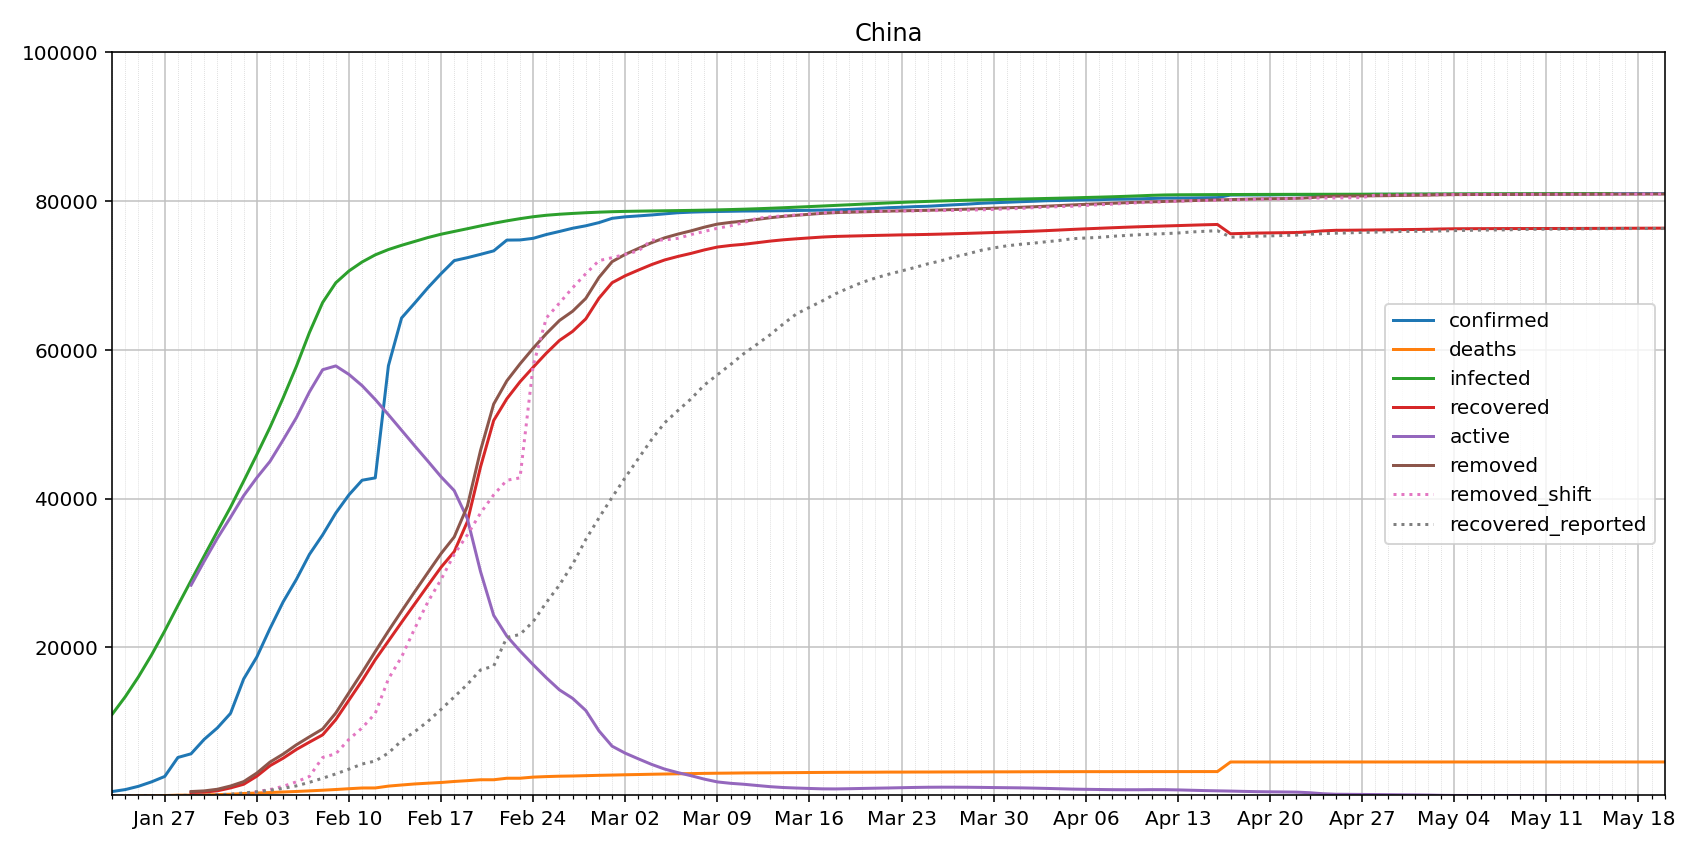 China
100000
80000
60000
40000
20000
confirmed
deaths
infected
recovered
active
removed
removed_shift
recovered_reported
Jan 27 Feb 03 Feb 10 Feb 17 Feb 24 Mar 02 Mar 09 Mar 16 Mar 23 Mar 30 Apr 06 Apr 13 Apr 20 Apr 27 May 04 May 11 May 18